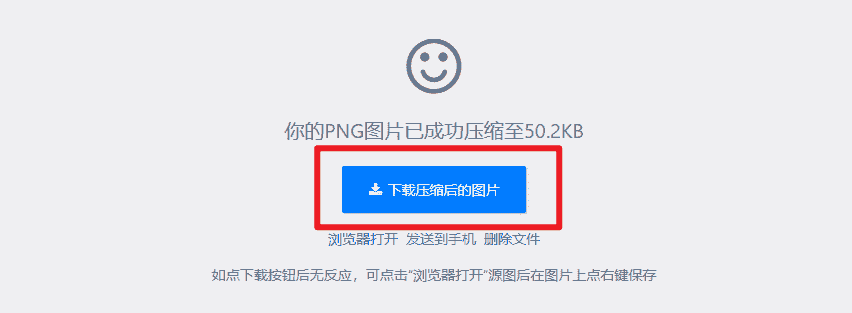 你的PNG图片已成功压缩至50.2KB
下载压缩后的图片
浏览器打开 发送到手机 删除文件
如点下载按钮后无反应，可点击“浏览器打开”源图后在图片上点右键保存